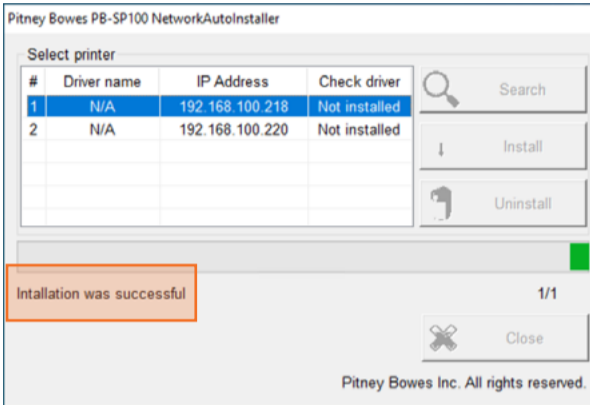 Pitney Bowes PB-SP100 NetworkAutoInstaller
Select printer
# Driver name IP Address Check driver
1 N/A 192.168.100.218 Not installed
2 N/A 192.168.100.220 Not installed
Search
Install
Uninstall
Intallation was successful 1/1
Close
Pitney Bowes Inc. All rights reserved.